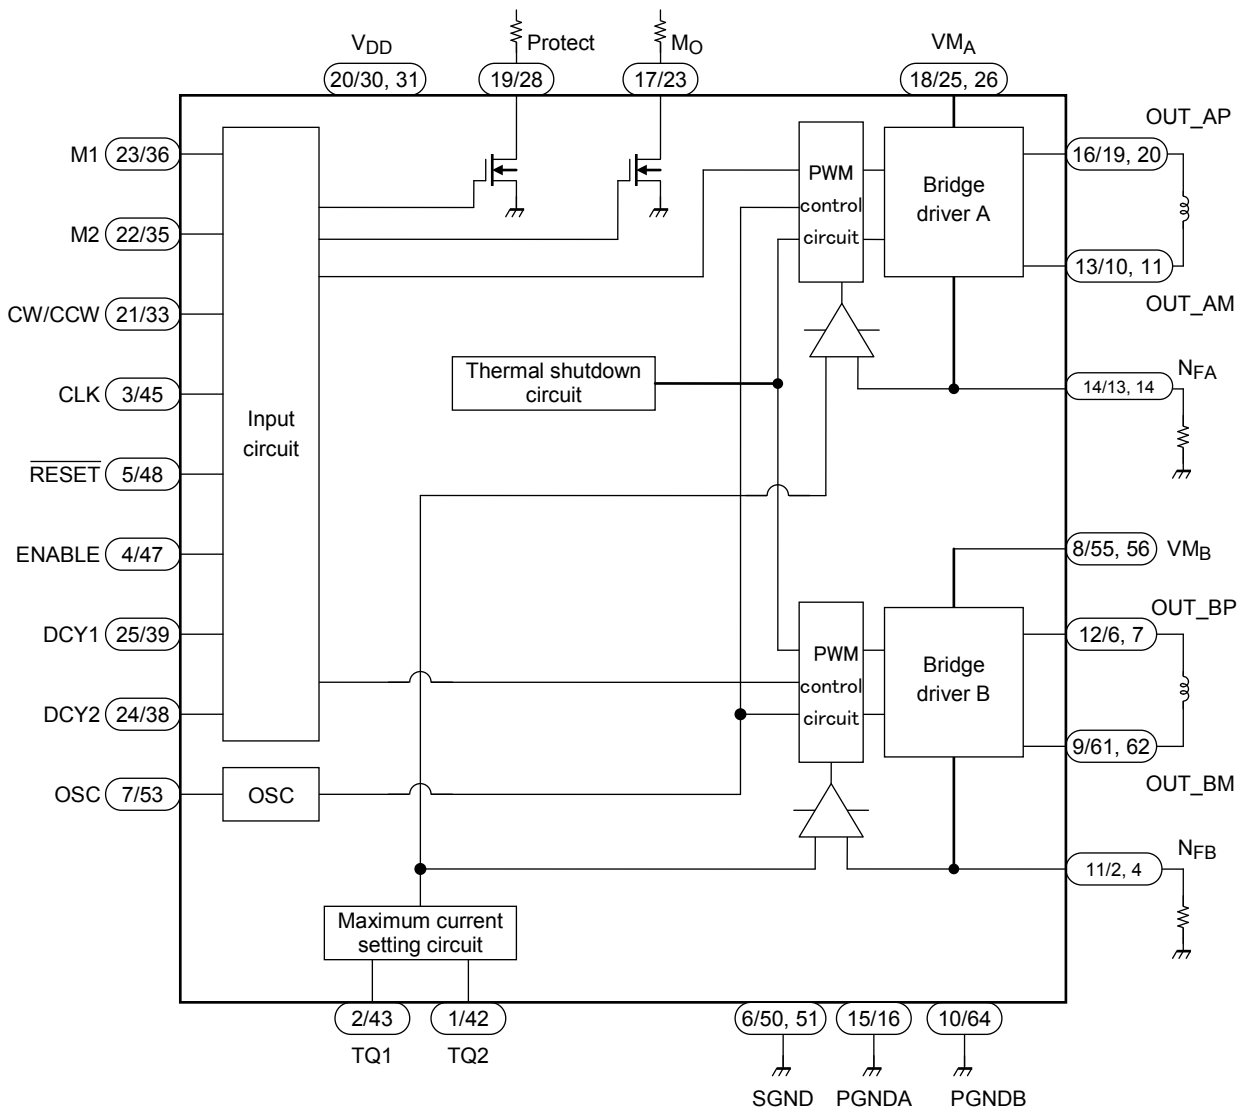 VDD
Protect
MO
VMA
20/30, 31
19/28
17/23
18/25, 26
OUT_AP
M1
23/36
16/19, 20
PWM
control
circuit
Bridge
driver A
M2
22/35
13/10, 11
OUT_AM
CW/CCW
21/33
Thermal shutdown
circuit
NFA
14/13, 14
CLK
3/45
Input
circuit
RESET
5/48
ENABLE
4/47
8/55, 56
VMB
OUT_BP
DCY1
25/39
12/6, 7
PWM
control
circuit
Bridge
driver B
DCY2
24/38
9/61, 62
OUT_BM
OSC
7/53
OSC
NFB
11/2, 4
Maximum current
setting circuit
2/43
1/42
6/50, 51
15/16
10/64
TQ1
TQ2
SGND
PGNDA
PGNDB